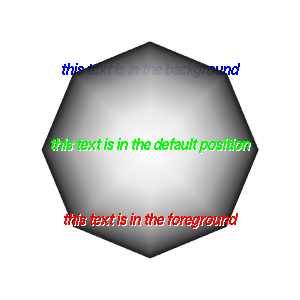 this text is in the background
this text is in the default position
this text is in the foreground